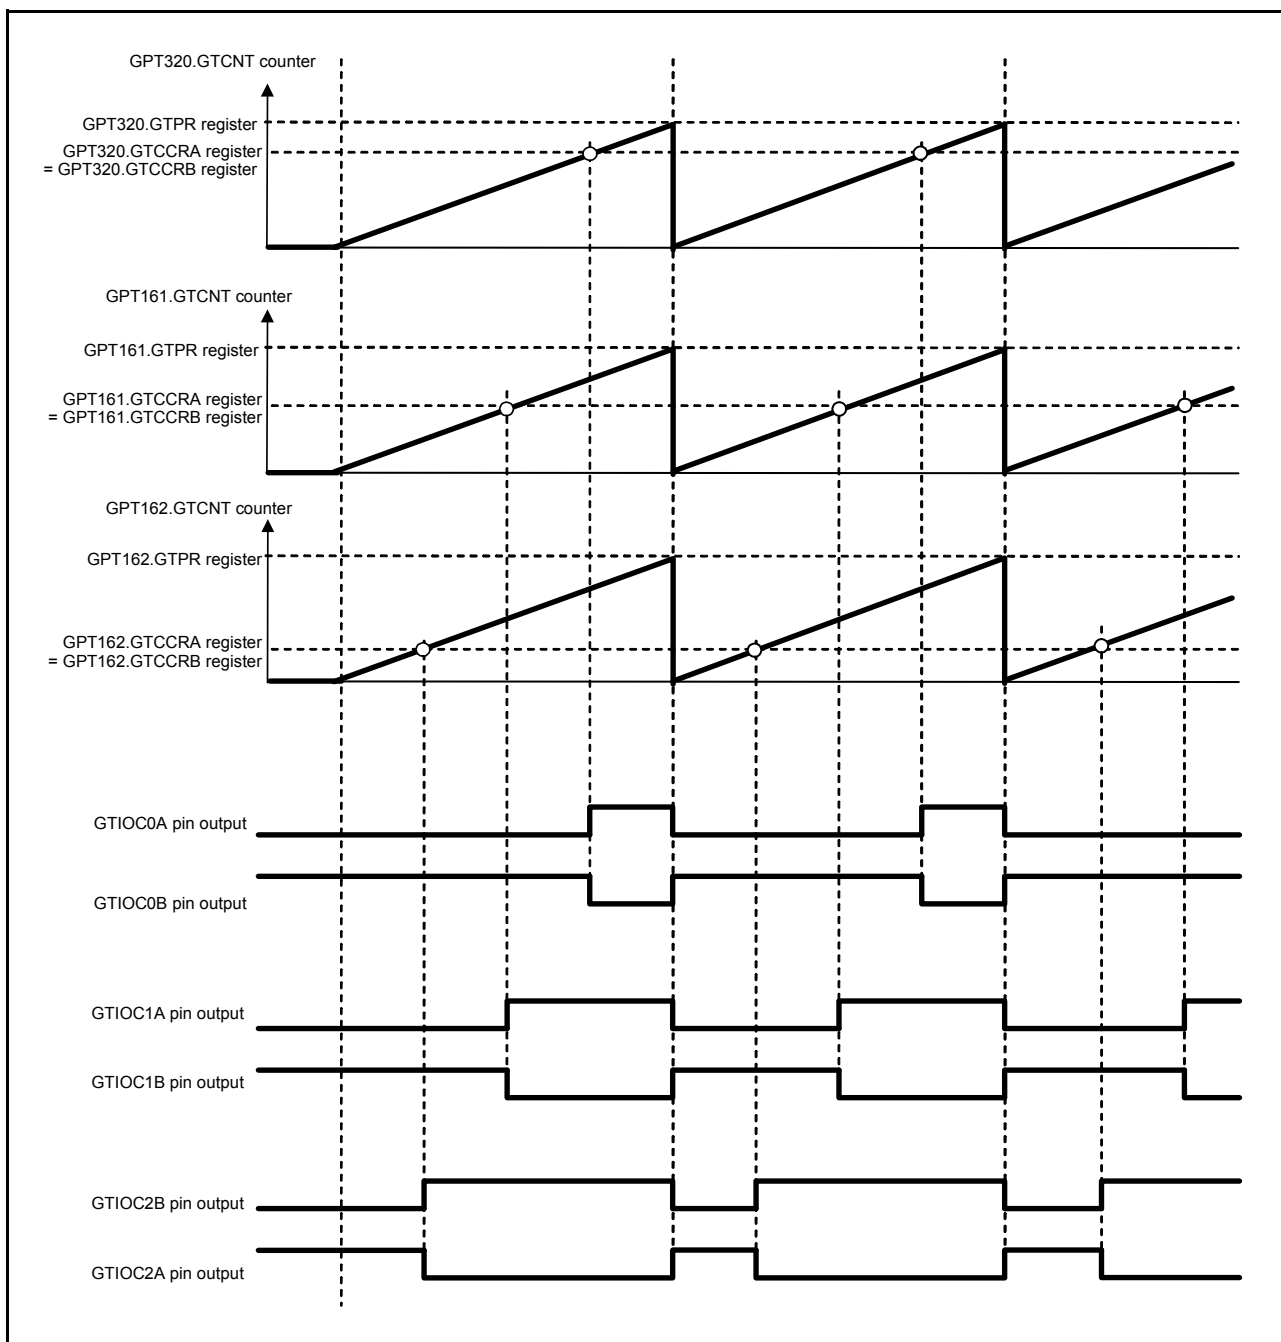 GPT320.GTCNT counter
GPT320.GTPR register
GPT320.GTCCRA register
= GPT320.GTCCRB register
GPT161.GTCNT counter
GPT161.GTPR register
GPT161.GTCCRA register
= GPT161.GTCCRB register
GPT162.GTCNT counter
GPT162.GTPR register
GPT162.GTCCRA register
= GPT162.GTCCRB register
GTIOC0A pin output
GTIOC0B pin output
GTIOC1A pin output
GTIOC1B pin output
GTIOC2B pin output
GTIOC2A pin output